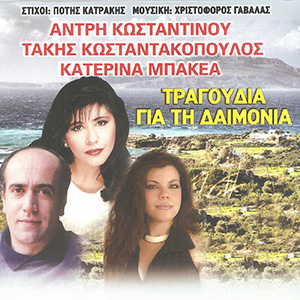 ΣΤΙΧΟΙ: ΠΟΤΗΣ ΚΑΤΡΑΚΗΣ ΜΟΥΣΙΚΗ: ΧΡΙΣΤΟΦΟΡΟΣ ΓΑΒΑΛΑΣ
ΑΝΤΡΗ ΚΩΣΤΑΝΤΙΝΟΥ
ΤΑΚΗΣ ΚΩΣΤΑΝΤΑΚΟΠΟΥΛΟΣ
ΚΑΤΕΡΙΝΑ ΜΠΑΚΕΑ
ΤΡΑΓΟΥΔΙΑ
ΓΙΑ ΤΗ ΔΑΙΜΟΝΙΑ